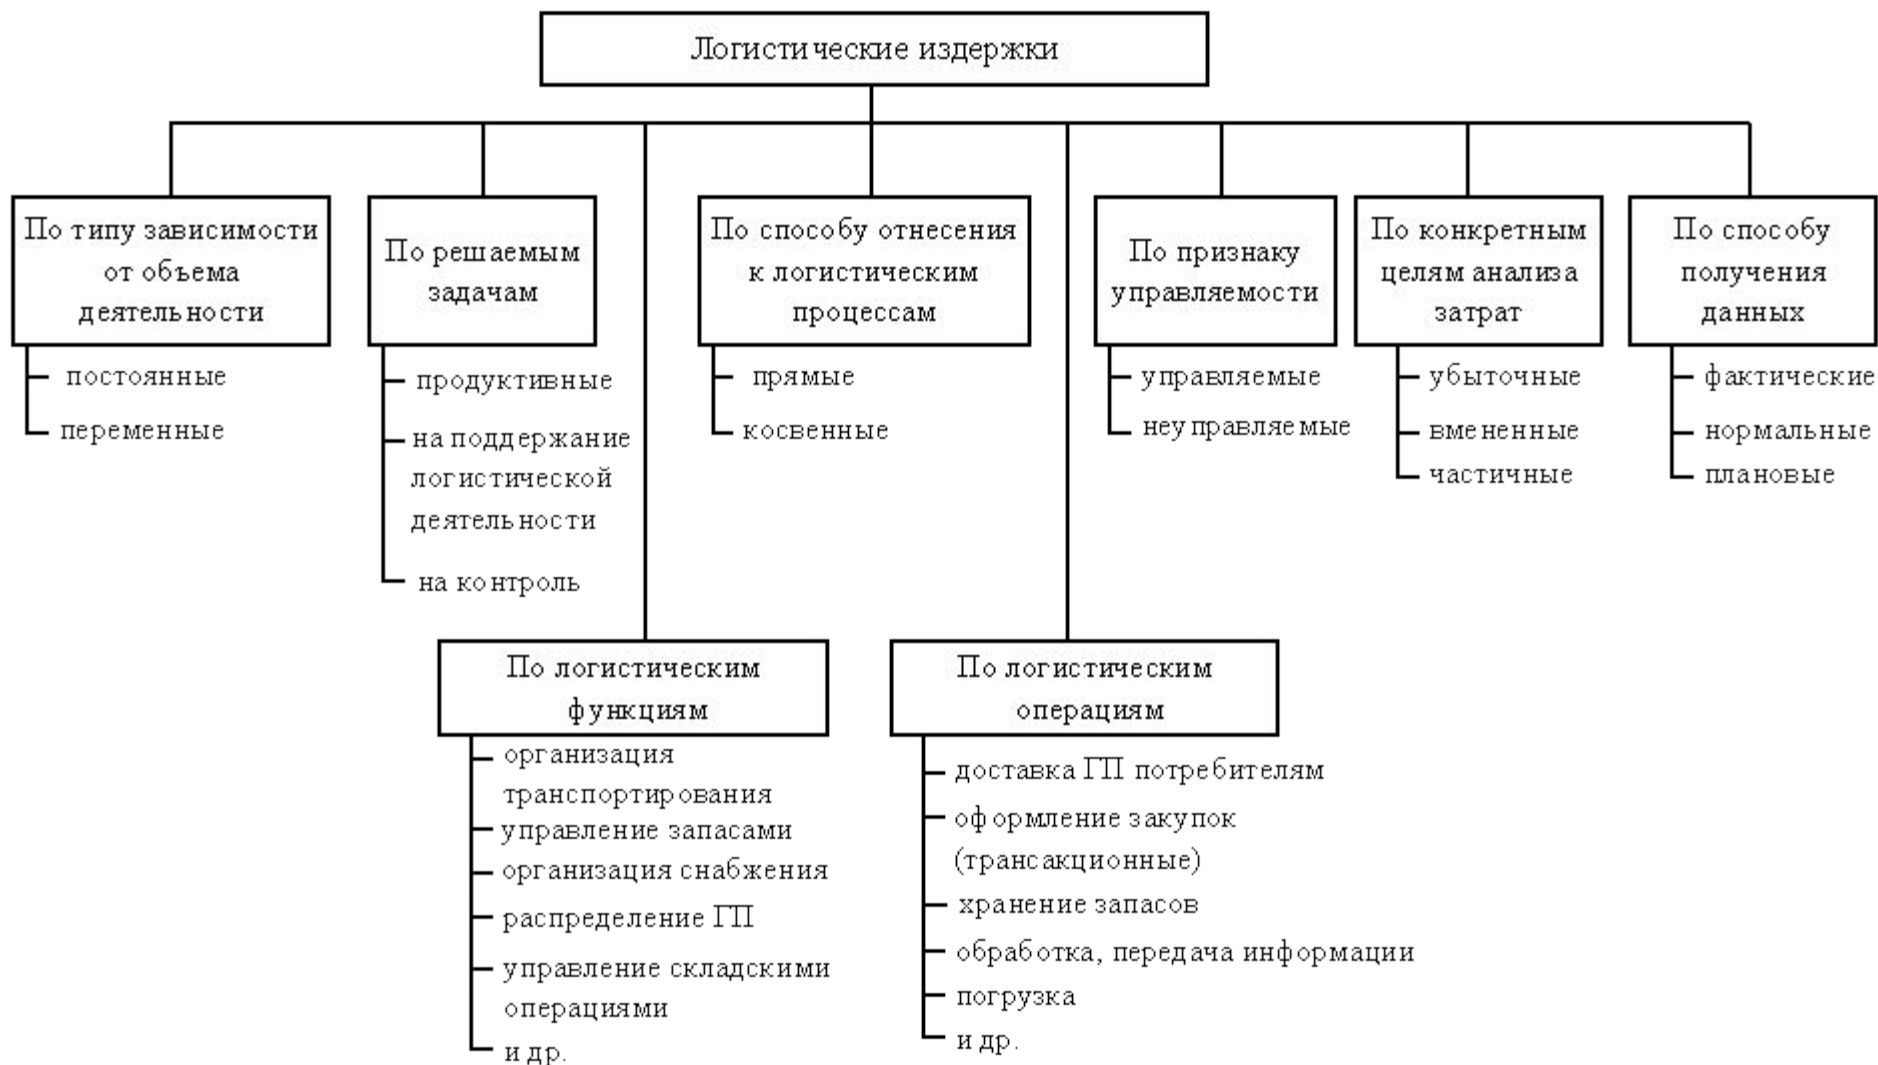 Логистические издержки
По типу зависимости
от объема
деятельности
постоянные
переменные
По решаемым
задачам
продуктивные
на поддержание
логистической
деятельности
на контроль
По способу отнесения
к логистическим
процессам
прямые
косвенные
По признаку
управляемости
управляемые
неуправляемые
По конкретным
целям анализа
затрат
убыточные
вмененные
частичные
По способу
получения
данных
фактические
нормальные
плановые
По логистическим
функциям
организация
транспортирования
управление запасами
организация снабжения
распределение ГП
управление складскими
операциями
и др.
По логистическим
операциям
доставка ГП потребителям
оформление закупок
(трансакционные)
хранение запасов
обработка, передача информации
погрузка
и др.